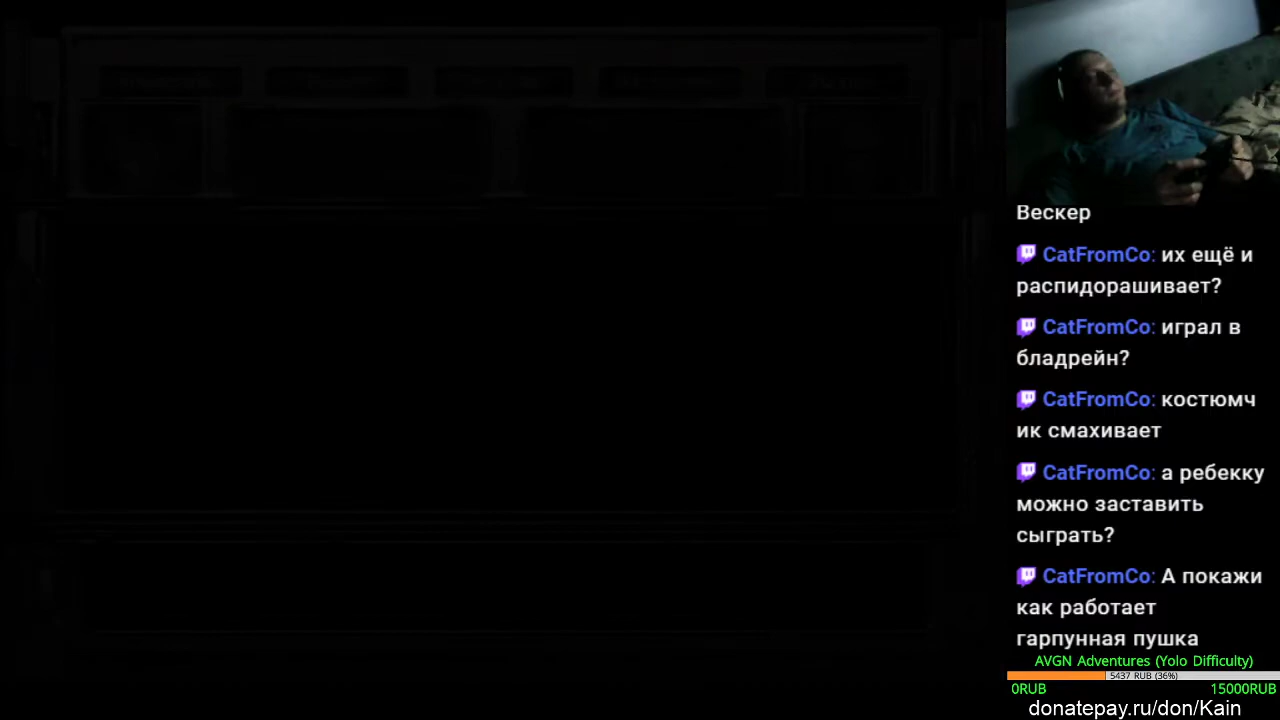 Вескер
CatFromCo: их ещё и
распидорашивает?
CatFromCo: играл в
бладрейн?
CatFromCo: костюмч
ик смахивает
CatFromCo: а ребекку
можно заставить
сыграть?
CatFromCo: А покажи
как работает
гарпунная пушка
AVGN Adventures (Yolo Difficulty)
5437 RUB (36%)
0RUB 15000RUB
donatepay.ru/don/Kain